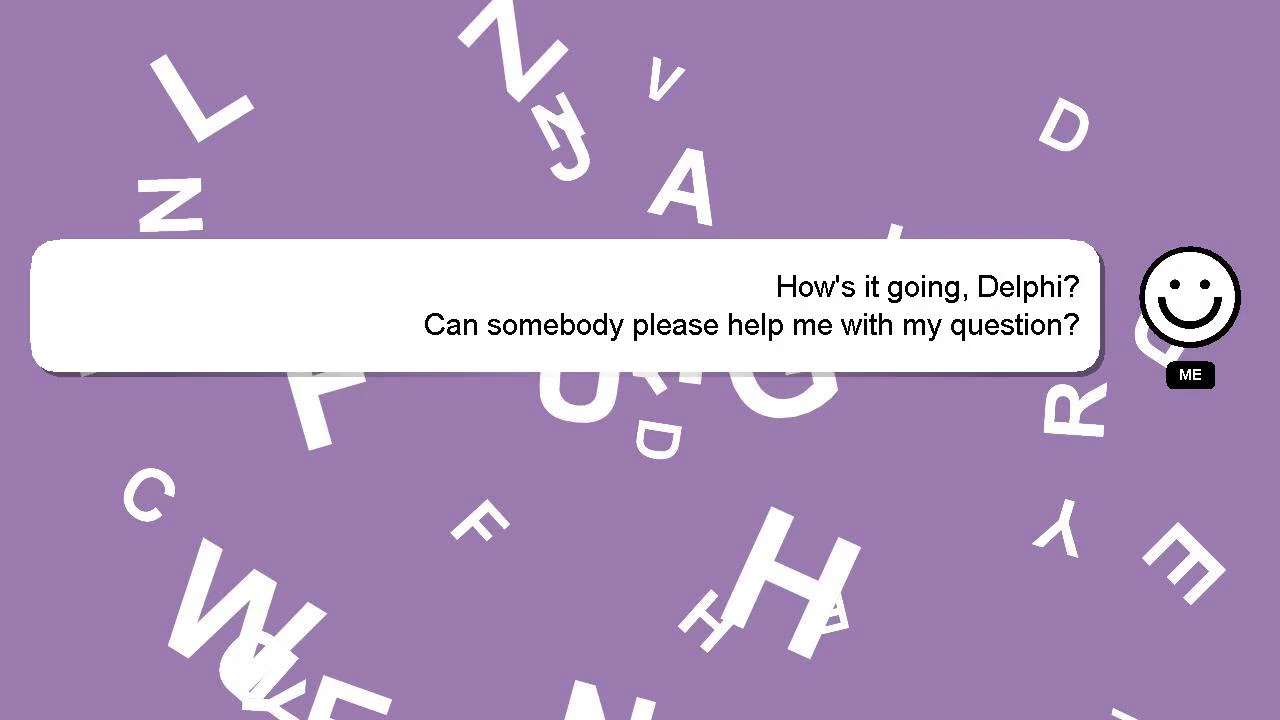 How's it going, Delphi?
Can somebody please help me with my question?
ME
L
N
V
D
N
J
A
N
F
U
G
R
D
C
F
Y
E
W
H
H